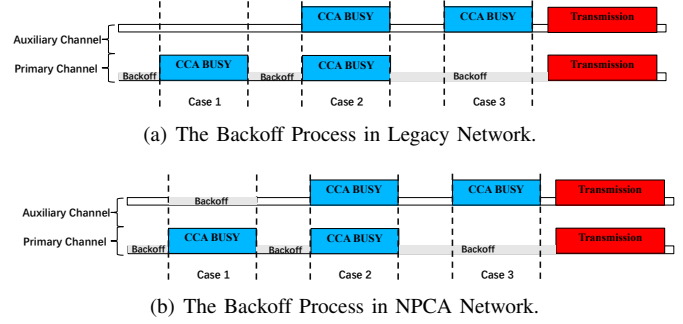 CCA BUSY CCA BUSY Transmission
Auxiliary Channel
Primary Channel
CCA BUSY CCA BUSY Transmission
Backoff Backoff Backoff
Case 1 Case 2 Case 3
(a) The Backoff Process in Legacy Network.
CCA BUSY CCA BUSY Transmission
Backoff
Auxiliary Channel
Primary Channel
CCA BUSY CCA BUSY Transmission
Backoff Backoff Backoff
Case 1 Case 2 Case 3
(b) The Backoff Process in NPCA Network.